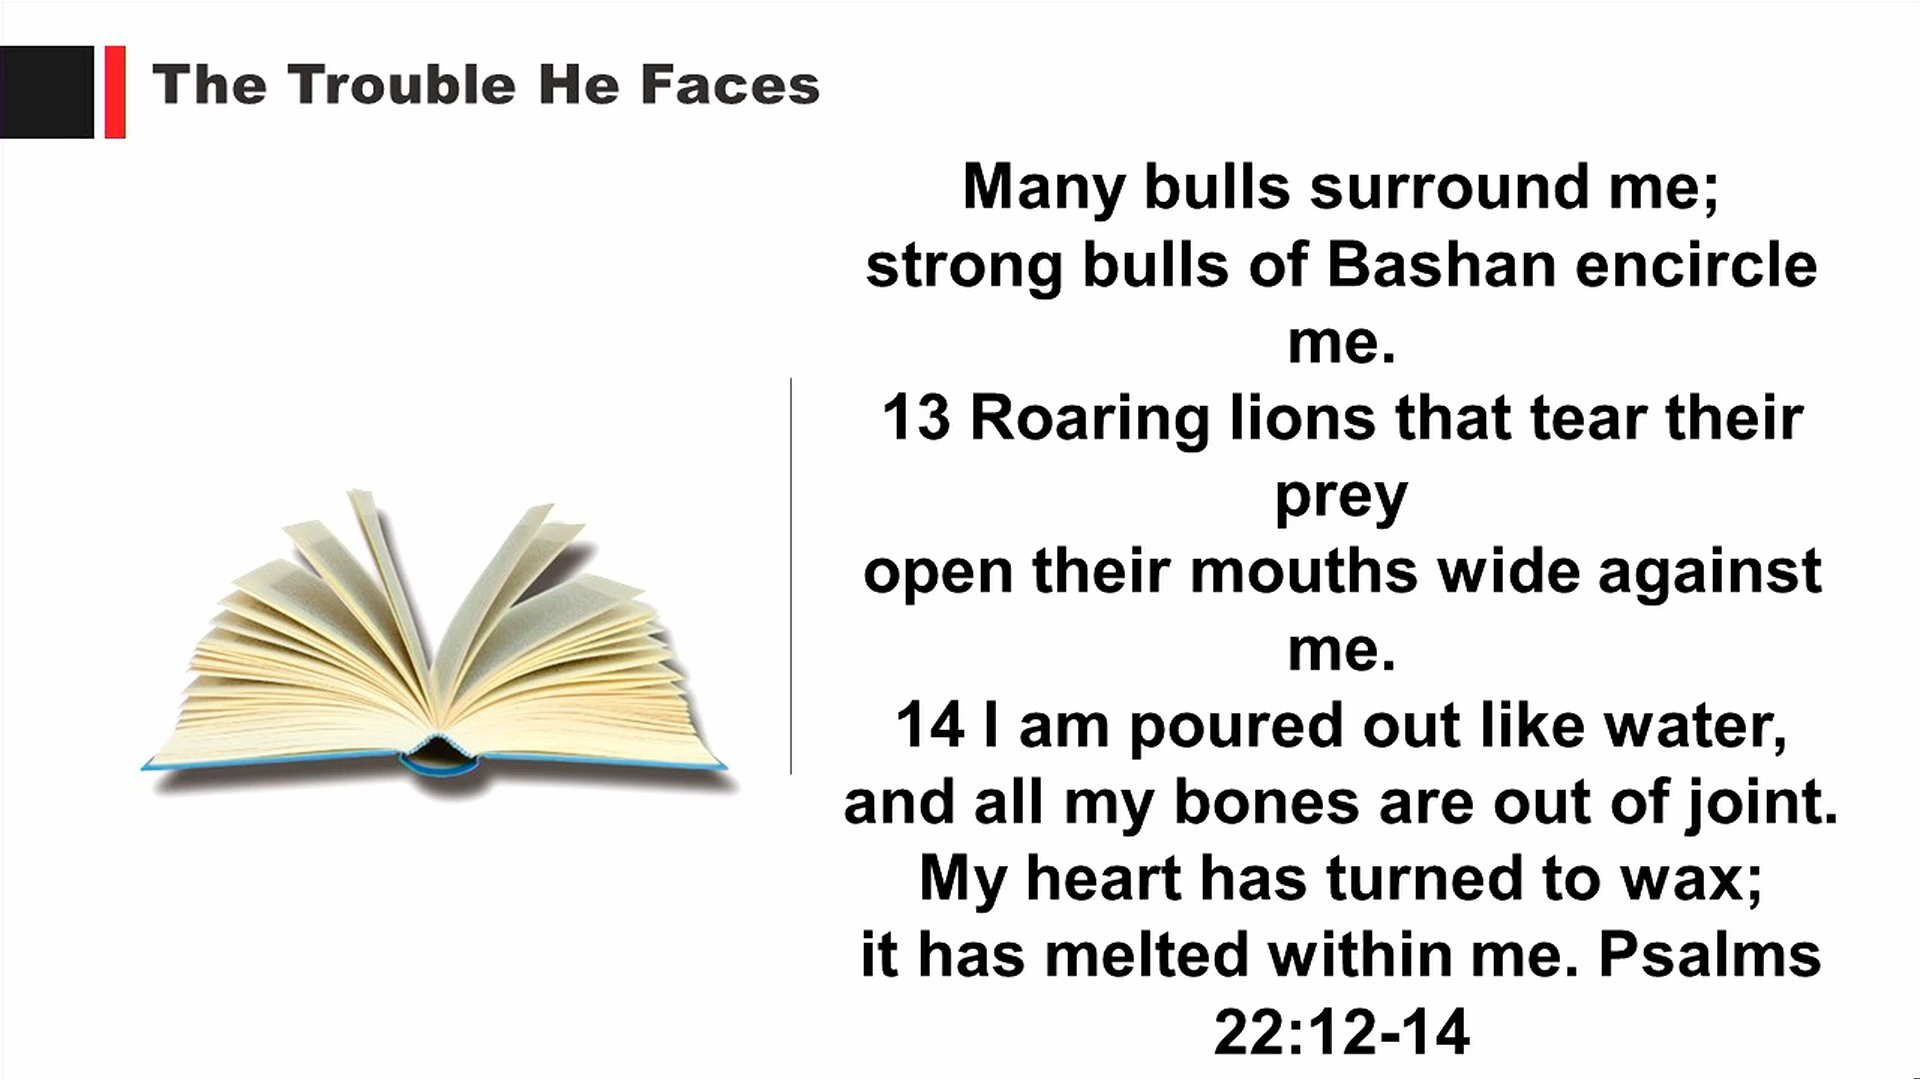 The Trouble He Faces
Many bulls surround me;
strong bulls of Bashan encircle
me.
13 Roaring lions that tear their
prey
open their mouths wide against
me.
14 I am poured out like water,
and all my bones are out of joint.
My heart has turned to wax;
it has melted within me. Psalms
22:12-14